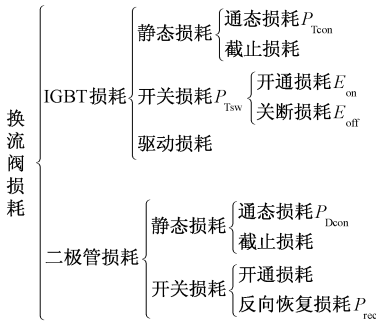 换流阀损耗
IGBT损耗
静态损耗
通态损耗P_Tcon
截止损耗
开关损耗P_Tsw
开通损耗E_on
关断损耗E_off
驱动损耗
二极管损耗
静态损耗
通态损耗P_Dcon
截止损耗
开关损耗
开通损耗
反向恢复损耗P_rec